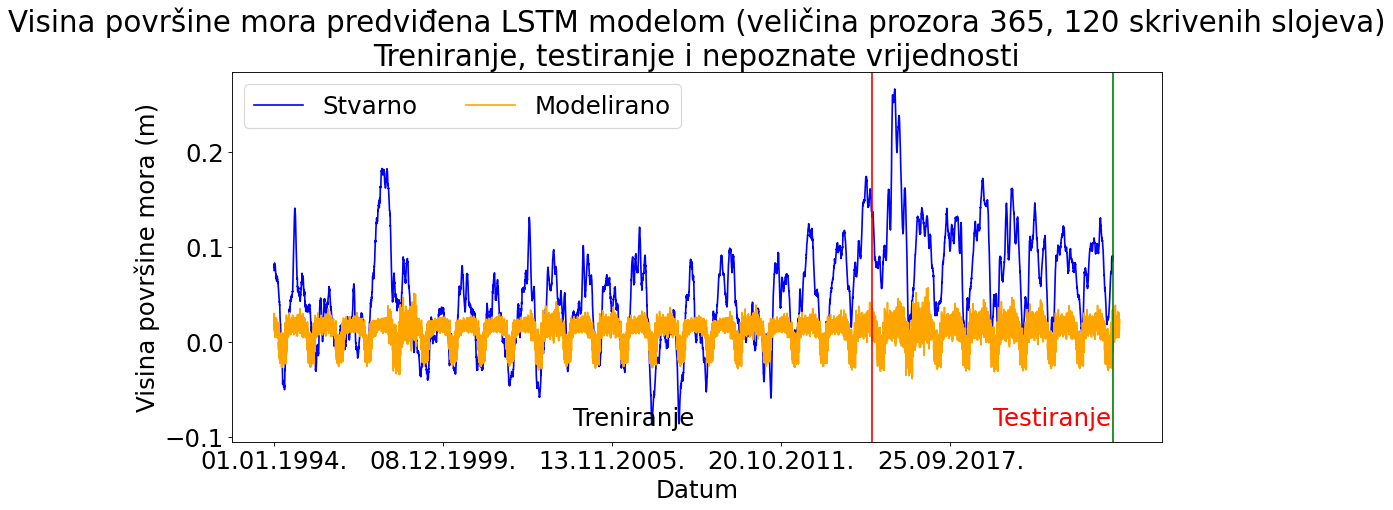 Visina površine mora predviđena LSTM modelom (veličina prozora 365, 120 skrivenih slojeva)
Treniranje, testiranje i nepoznate vrijednosti
Stvarno
Modelirano
Visina površine mora (m)
0.2
0.1
0.0
−0.1
Treniranje
Testiranje
01.01.1994.
08.12.1999.
13.11.2005.
20.10.2011.
25.09.2017.
Datum